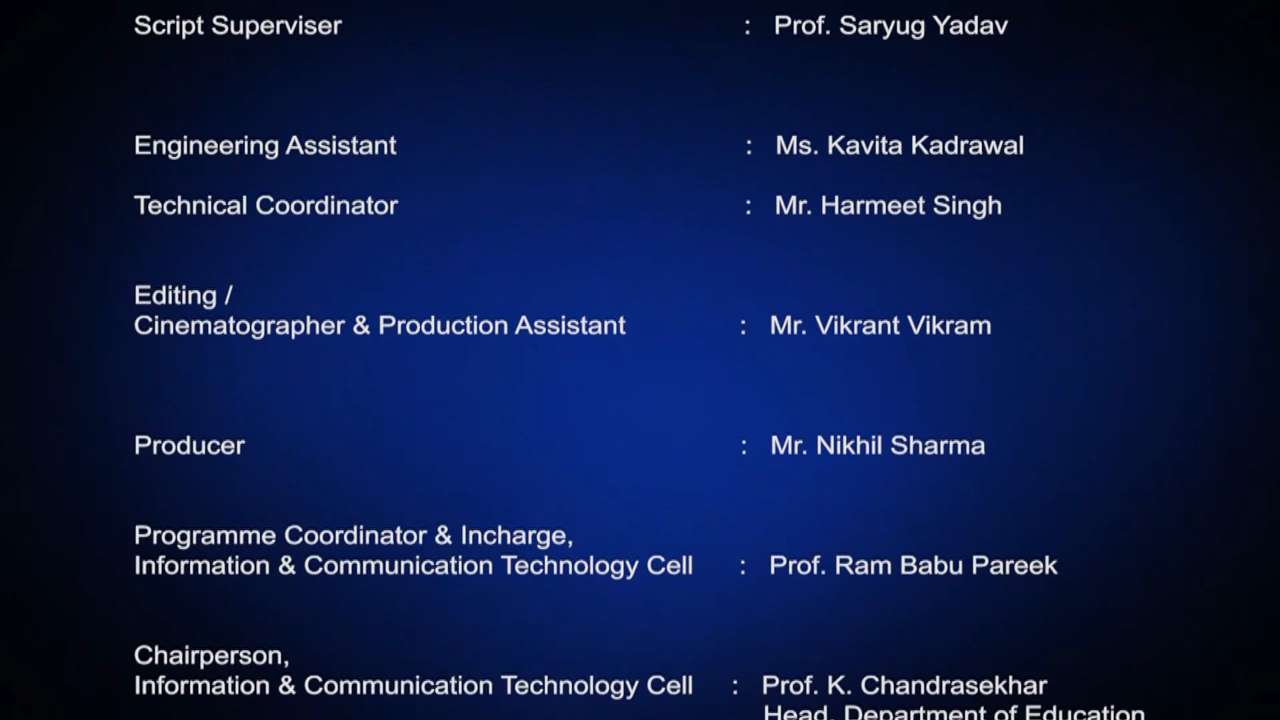 Script Superviser : Prof. Saryug Yadav
Engineering Assistant : Ms. Kavita Kadrawal
Technical Coordinator : Mr. Harmeet Singh
Editing /
Cinematographer & Production Assistant : Mr. Vikrant Vikram
Producer : Mr. Nikhil Sharma
Programme Coordinator & Incharge,
Information & Communication Technology Cell : Prof. Ram Babu Pareek
Chairperson,
Information & Communication Technology Cell : Prof. K. Chandrasekhar
Head, Department of Education